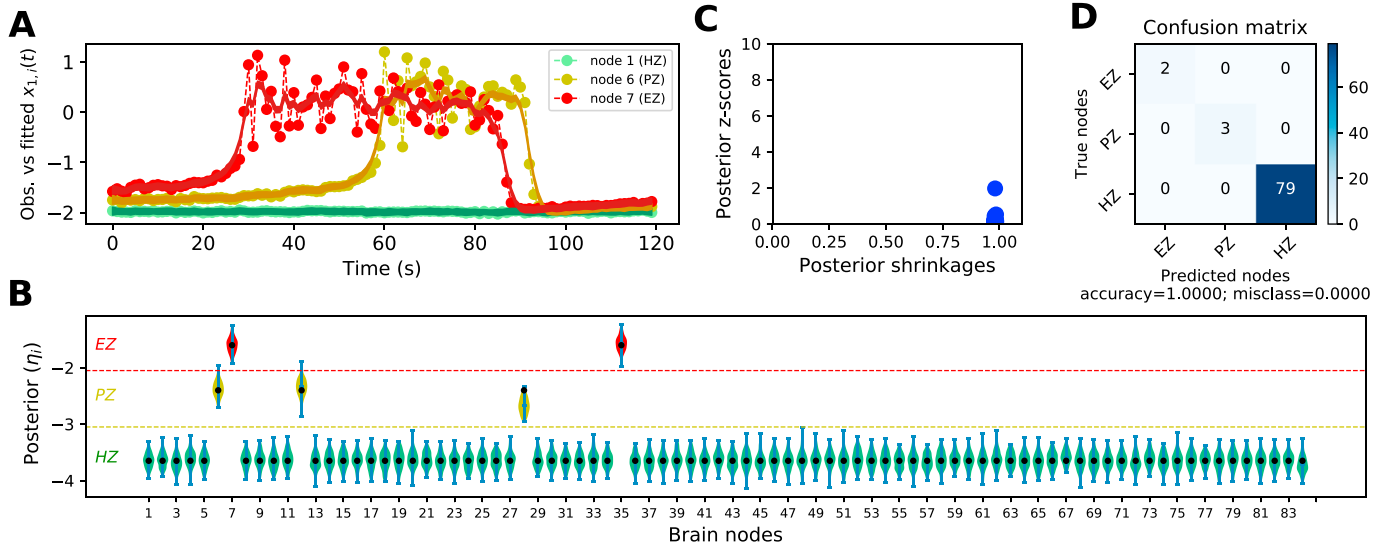 A
Obs. vs fitted x1,i(t)
1
0
−1
−2
0 20 40 60 80 100 120
Time (s)
node 1 (HZ)
node 6 (PZ)
node 7 (EZ)
C
Posterior z-scores
10
8
6
4
2
0
0.00 0.25 0.50 0.75 1.00
Posterior shrinkages
D
Confusion matrix
True nodes
EZ 2 0 0
PZ 0 3 0
HZ 0 0 79
EZ PZ HZ
Predicted nodes
accuracy=1.0000; misclass=0.0000
60
40
20
0
B
Posterior (ηi)
EZ
−2
PZ
−3
HZ
−4
1 3 5 7 9 11 13 15 17 19 21 23 25 27 29 31 33 35 37 39 41 43 45 47 49 51 53 55 57 59 61 63 65 67 69 71 73 75 77 79 81 83
Brain nodes